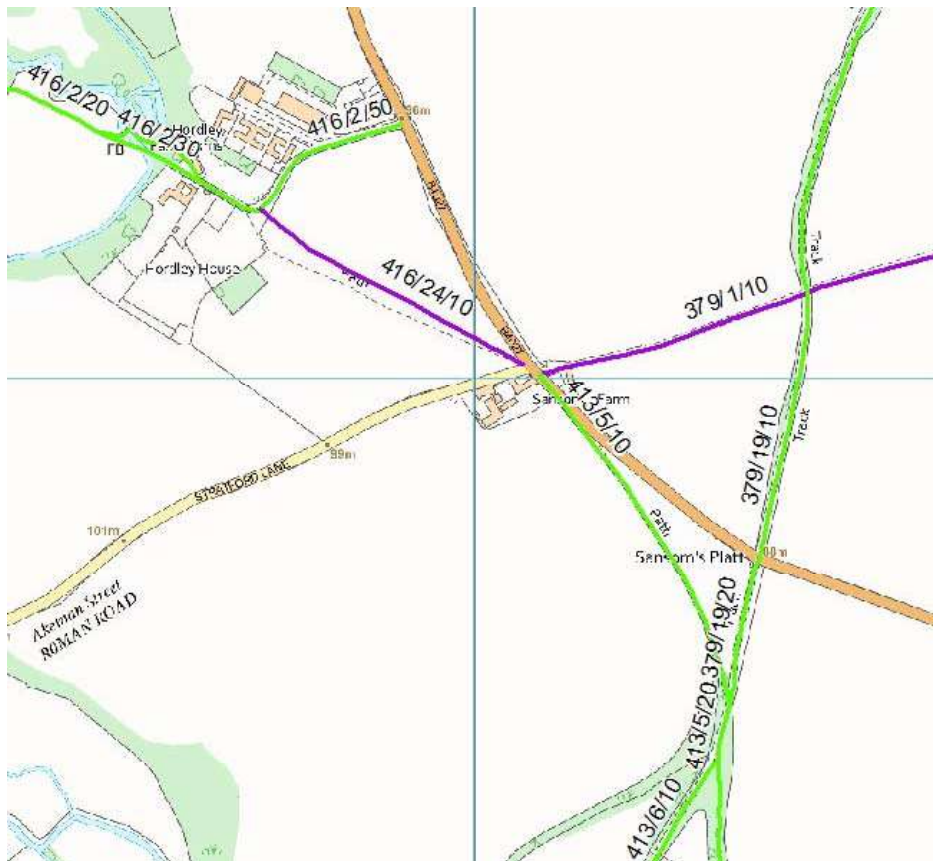 416/2/20
416/2/30
416/2/50
96m
Hordley
FB
Hordley House
Path
416/24/10
B4027
B4027
379/1/10
Track
413/5/10
Farm
STRATFORD LANE
99m
101m
Akeman Street
ROMAN ROAD
379/19/10
Track
Path
Sansom's Platt
379/19/20
413/5/20
413/6/10